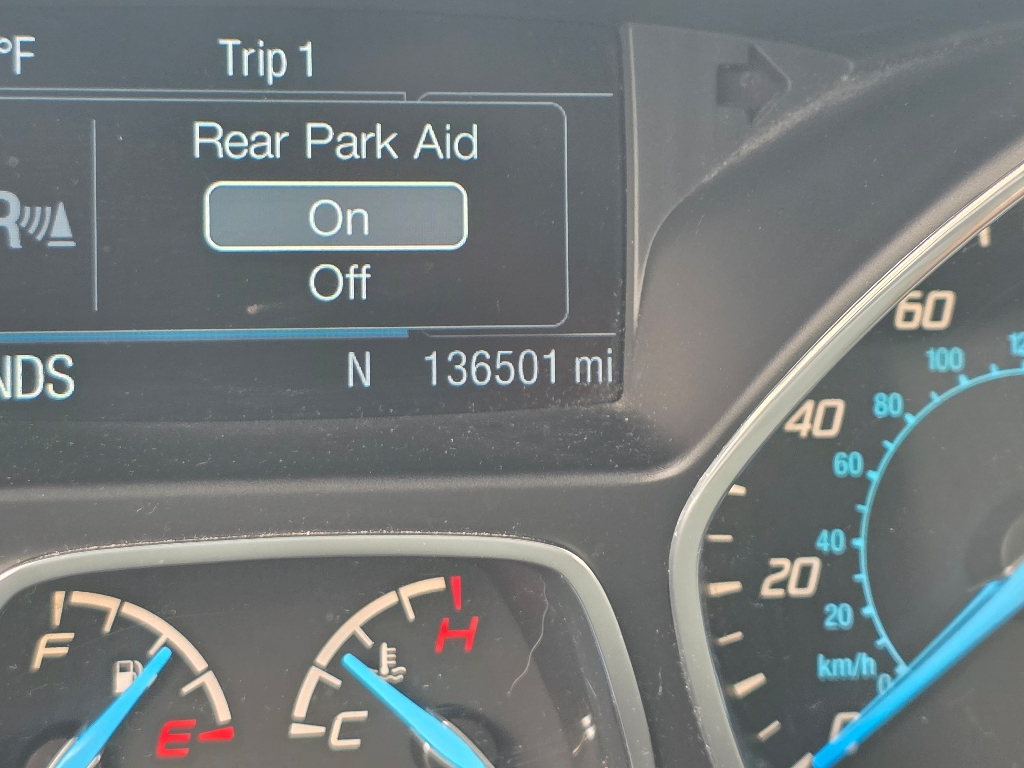 °F Trip 1
Rear Park Aid
R
On
Off
NDS N 136501 mi
60
100
40
80
60
40
20
20
km/h
0
0
F
E
H
C